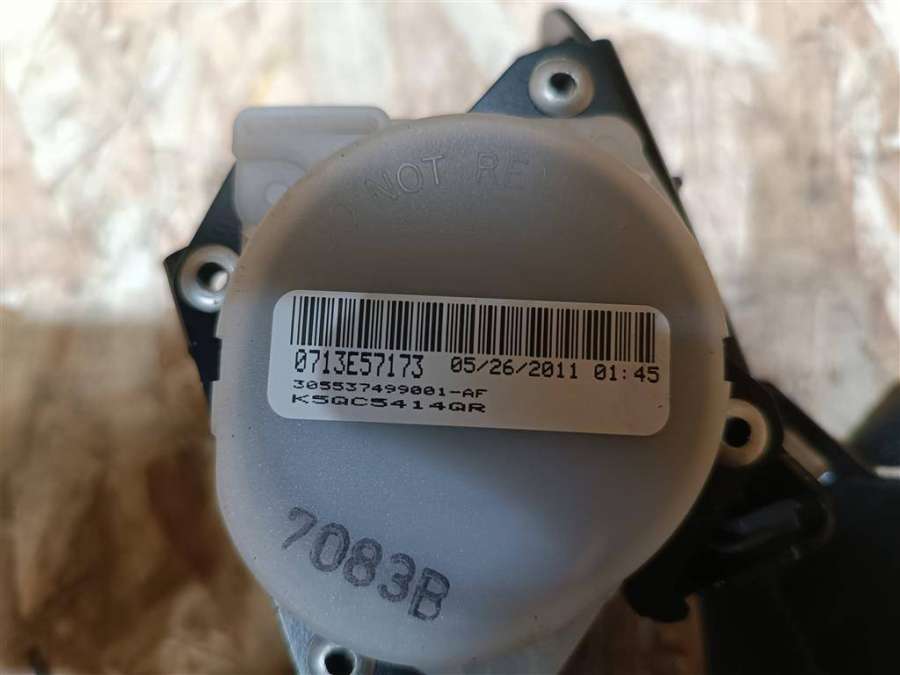 DO NOT RE
0713E57173 05/26/2011 01:45
305537499001-AF
K5QC5414QR
7083B